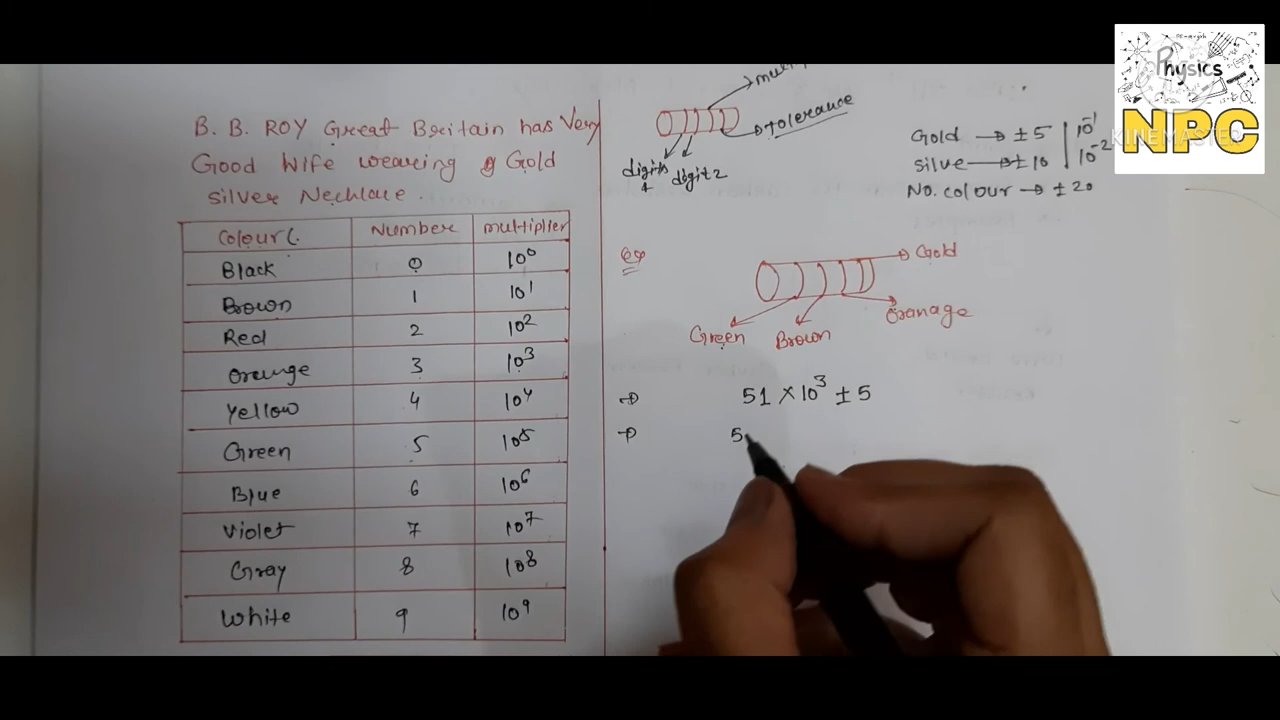 B. B. ROY Great Britain has Very
Good Wife wearing g Gold
silver Necklace.
Colour
Number
multiplier
Black
0
10⁰
Brown
1
10¹
Red
2
10²
Orange
3
10³
Yellow
4
10⁴
Green
5
10⁵
Blue
6
10⁶
Violet
7
10⁷
Gray
8
10⁸
White
9
10⁹
tolerance
digits
1
digit 2
Gold → ±5 | 10⁻¹
silve → ±10 | 10⁻²
No. colour → ±20
eg
Gold
Green
Brown
Oranage
⇒ 51 × 10³ ± 5
⇒ 5
Physics
NPC
KINEMASTER